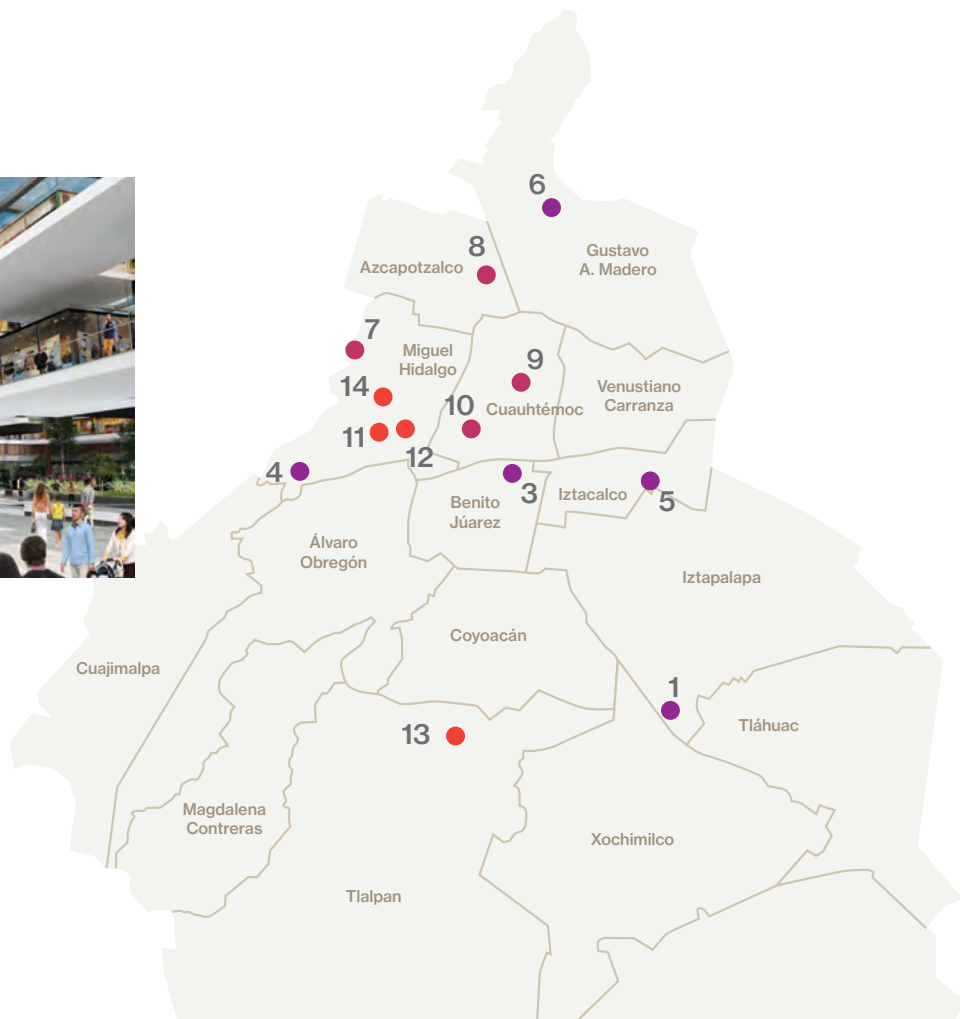 6
Gustavo
A. Madero
8
Azcapotzalco
7
Miguel
Hidalgo
9
14
Venustiano
Carranza
10
Cuauhtémoc
11
12
4
3
Iztacalco
5
Benito
Júarez
Álvaro
Obregón
Iztapalapa
Coyoacán
Cuajimalpa
1
Tláhuac
13
Magdalena
Contreras
Xochimilco
Tlalpan